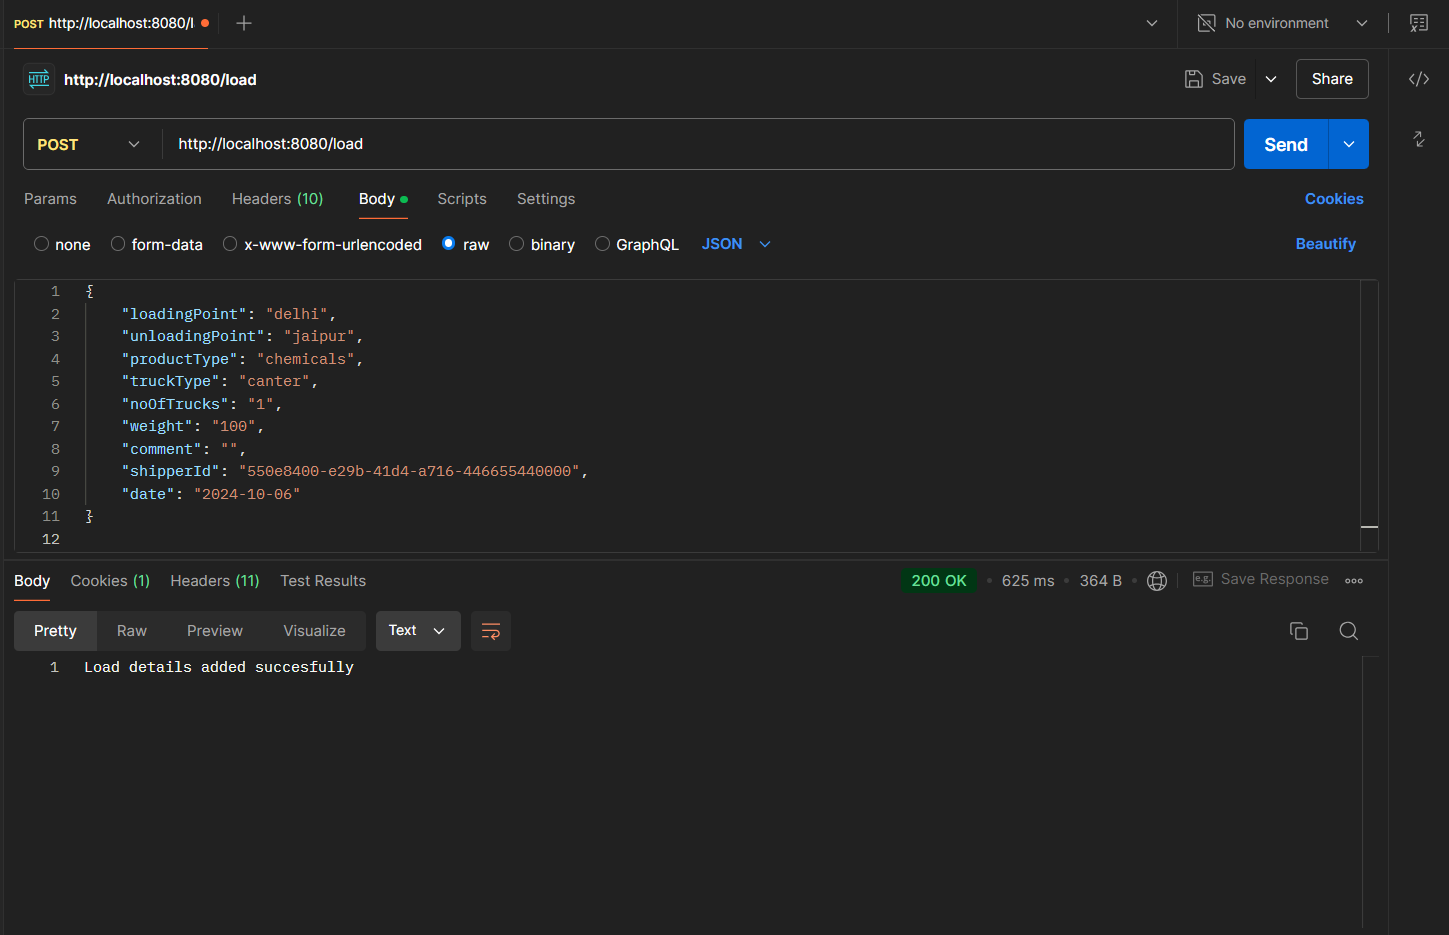 POST http://localhost:8080/l
No environment
HTTP http://localhost:8080/load
Save
Share
POST http://localhost:8080/load
Send
Params Authorization Headers (10) Body Scripts Settings
Cookies
none form-data x-www-form-urlencoded raw binary GraphQL JSON
Beautify
1 {
2 "loadingPoint": "delhi",
3 "unloadingPoint": "jaipur",
4 "productType": "chemicals",
5 "truckType": "canter",
6 "noOfTrucks": "1",
7 "weight": "100",
8 "comment": "",
9 "shipperId": "550e8400-e29b-41d4-a716-446655440000",
10 "date": "2024-10-06"
11 }
12
Body Cookies (1) Headers (11) Test Results
200 OK 625 ms 364 B
e.g. Save Response
Pretty Raw Preview Visualize Text
1 Load details added succesfully